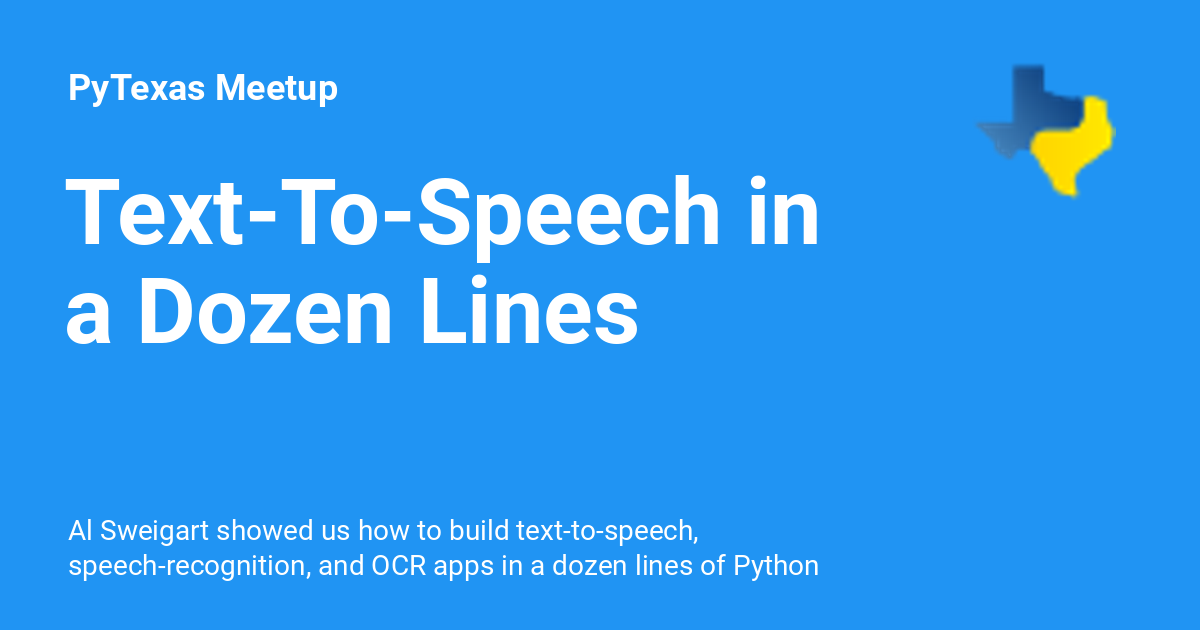 PyTexas Meetup
Text-To-Speech in
a Dozen Lines
Al Sweigart showed us how to build text-to-speech,
speech-recognition, and OCR apps in a dozen lines of Python